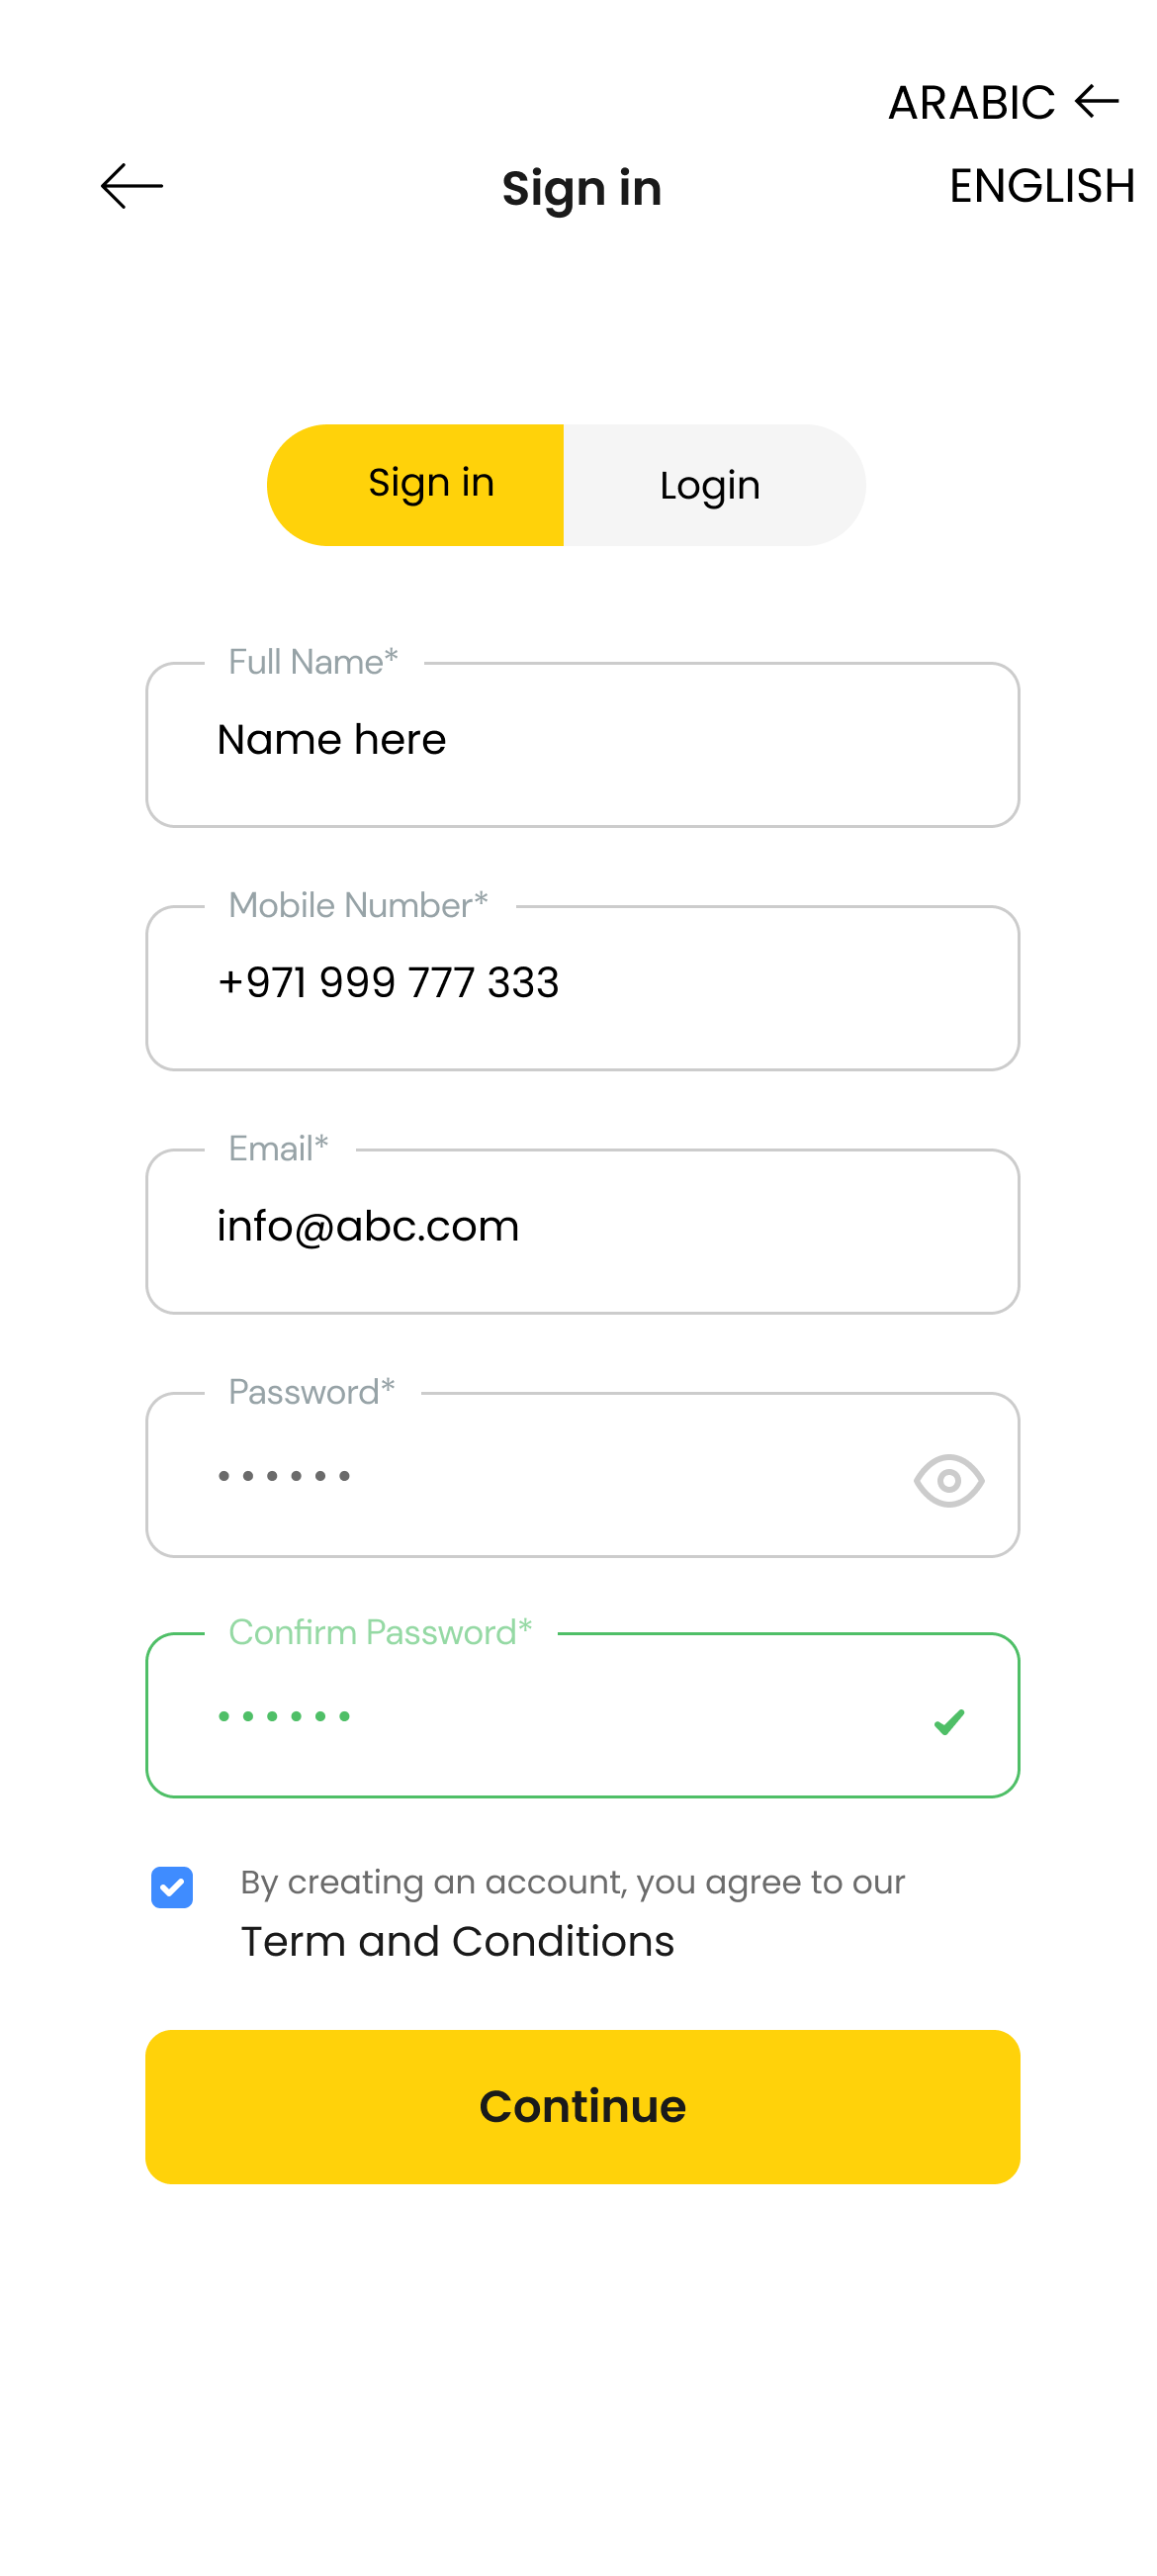 ARABIC
Sign in
ENGLISH
Sign in
Login
Full Name*
Name here
Mobile Number*
+971 999 777 333
Email*
info@abc.com
Password*
••••••
Confirm Password*
••••••
By creating an account, you agree to our
Term and Conditions
Continue